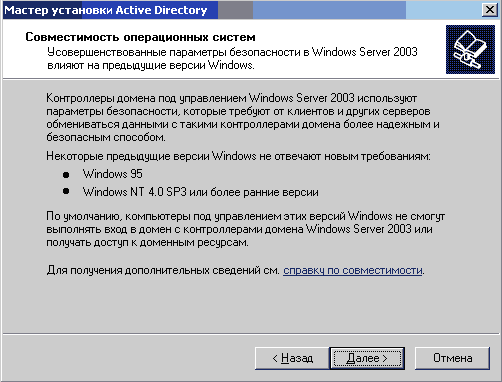 Мастер установки Active Directory
Совместимость операционных систем
Усовершенствованные параметры безопасности в Windows Server 2003
влияют на предыдущие версии Windows.
Контроллеры домена под управлением Windows Server 2003 используют
параметры безопасности, которые требуют от клиентов и других серверов
обмениваться данными с такими контроллерами домена более надежным и
безопасным способом.
Некоторые предыдущие версии Windows не отвечают новым требованиям:
● Windows 95
● Windows NT 4.0 SP3 или более ранние версии
По умолчанию, компьютеры под управлением этих версий Windows не смогут
выполнять вход в домен с контроллерами домена Windows Server 2003 или
получать доступ к доменным ресурсам.
Для получения дополнительных сведений см. справку по совместимости.
< Назад Далее > Отмена